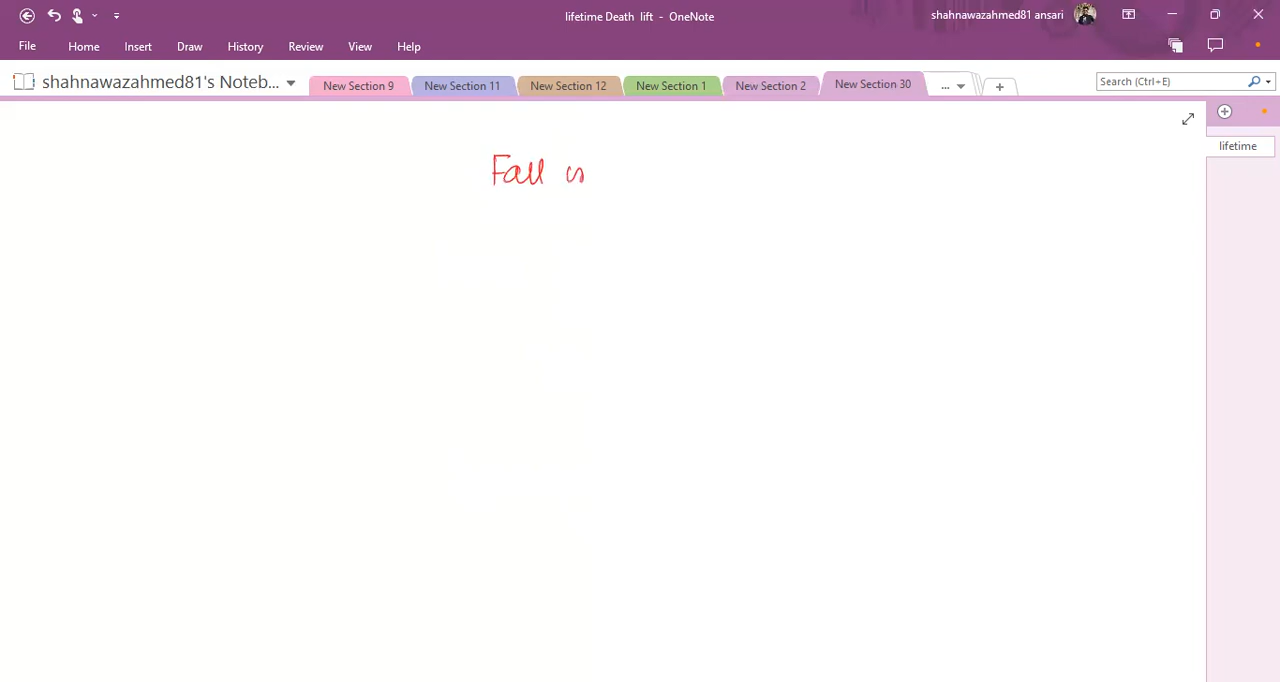 lifetime Death lift - OneNote
shahnawazahmed81 ansari
File Home Insert Draw History Review View Help
shahnawazahmed81's Noteb... New Section 9 New Section 11 New Section 12 New Section 1 New Section 2 New Section 30 ... + Search (Ctrl+E)
lifetime
Fall